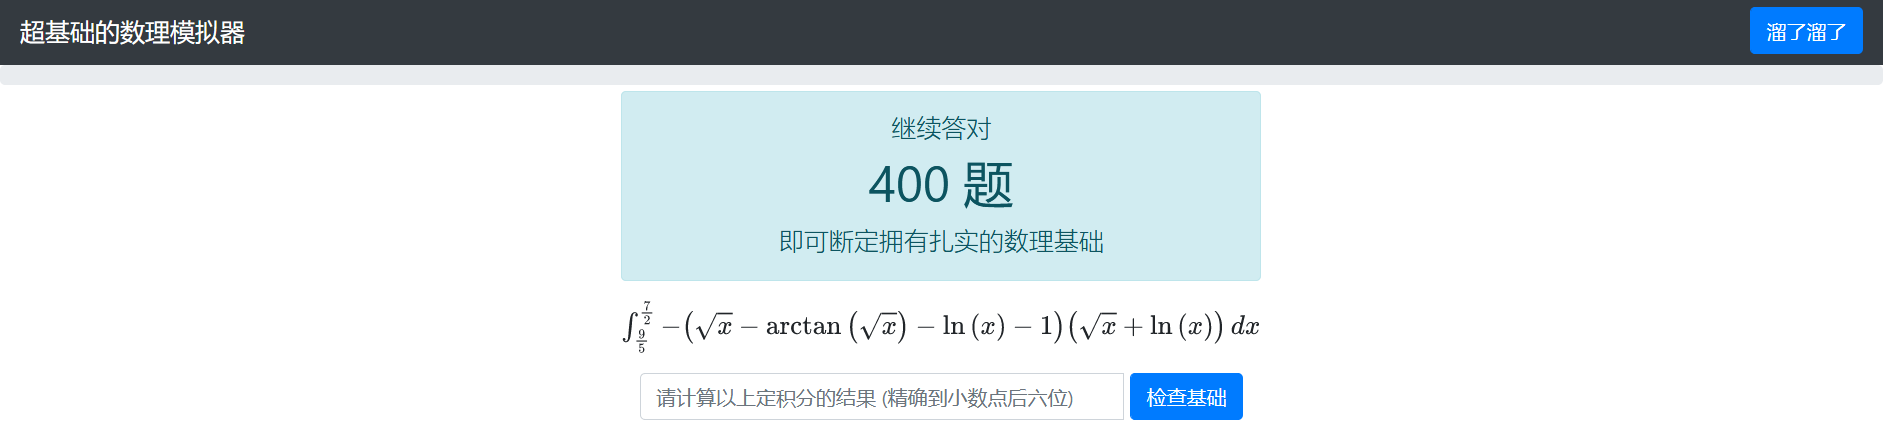 超基础的数理模拟器
溜了溜了
继续答对
400 题
即可断定拥有扎实的数理基础
$\int_{\frac{9}{5}}^{\frac{7}{2}} -\left(\sqrt{x} - \arctan\left(\sqrt{x}\right) - \ln\left(x\right) - 1\right)\left(\sqrt{x} + \ln\left(x\right)\right) dx$
请计算以上定积分的结果 (精确到小数点后六位)
检查基础